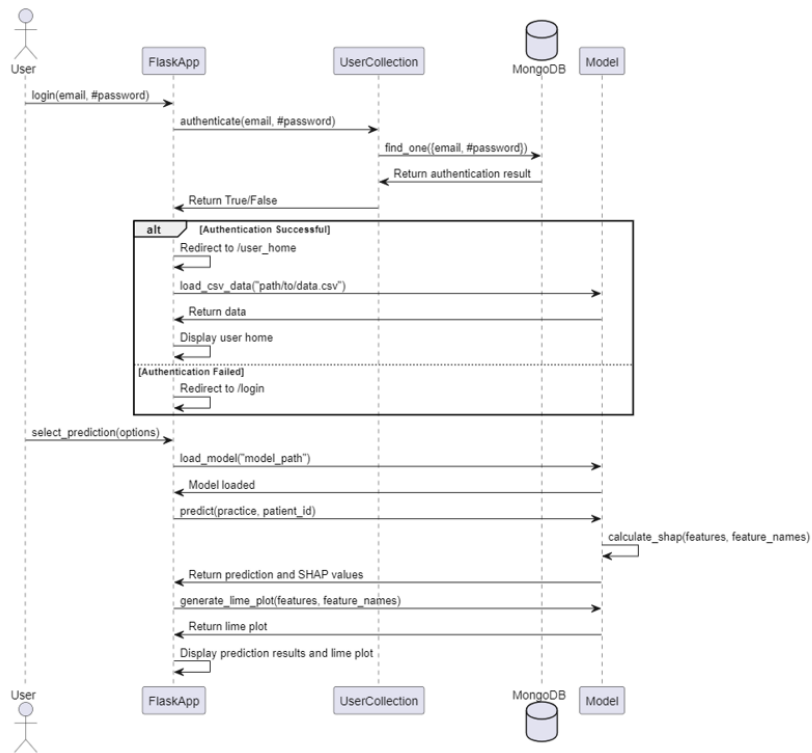 User
FlaskApp
UserCollection
MongoDB
Model
login(email, #password)
authenticate(email, #password)
find_one({email, #password})
Return authentication result
Return True/False
alt
[Authentication Successful]
Redirect to /user_home
load_csv_data("path/to/data.csv")
Return data
Display user home
[Authentication Failed]
Redirect to /login
select_prediction(options)
load_model("model_path")
Model loaded
predict(practice, patient_id)
calculate_shap(features, feature_names)
Return prediction and SHAP values
generate_lime_plot(features, feature_names)
Return lime plot
Display prediction results and lime plot
User
FlaskApp
UserCollection
MongoDB
Model